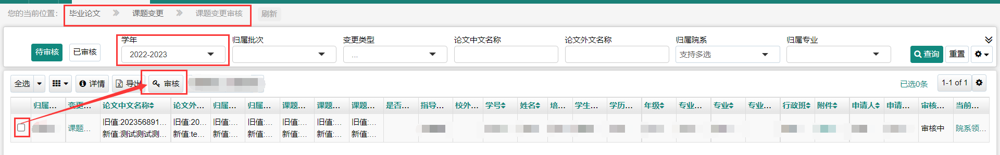 您的当前位置： 毕业论文 课题变更 课题变更审核 刷新
学年 归属批次 变更类型 论文中文名称 论文外文名称 归属院系 归属专业
待审核 已审核 2022-2023 ... 支持多选 查询 重置
全选 详情 导出 审核 已选0条 1-1 of 1
归属... 变更... 论文中文名称 论文外... 归属... 归属... 课题... 课题... 课题... 是否... 指导... 校外... 学号 姓名 培... 学生... 学历... 年级 专业... 专业 专业... 行政班 附件 申请人 申请... 审核... 当前...
旧值:202356891... 旧值:20... 旧值:... 旧值:... 旧值:... 旧值:... 旧值:...
课题... 审核中 院系领...
新值:测试测试测... 新值:te... 新值:... 新值:... 新值:... 新值:... 新值:...